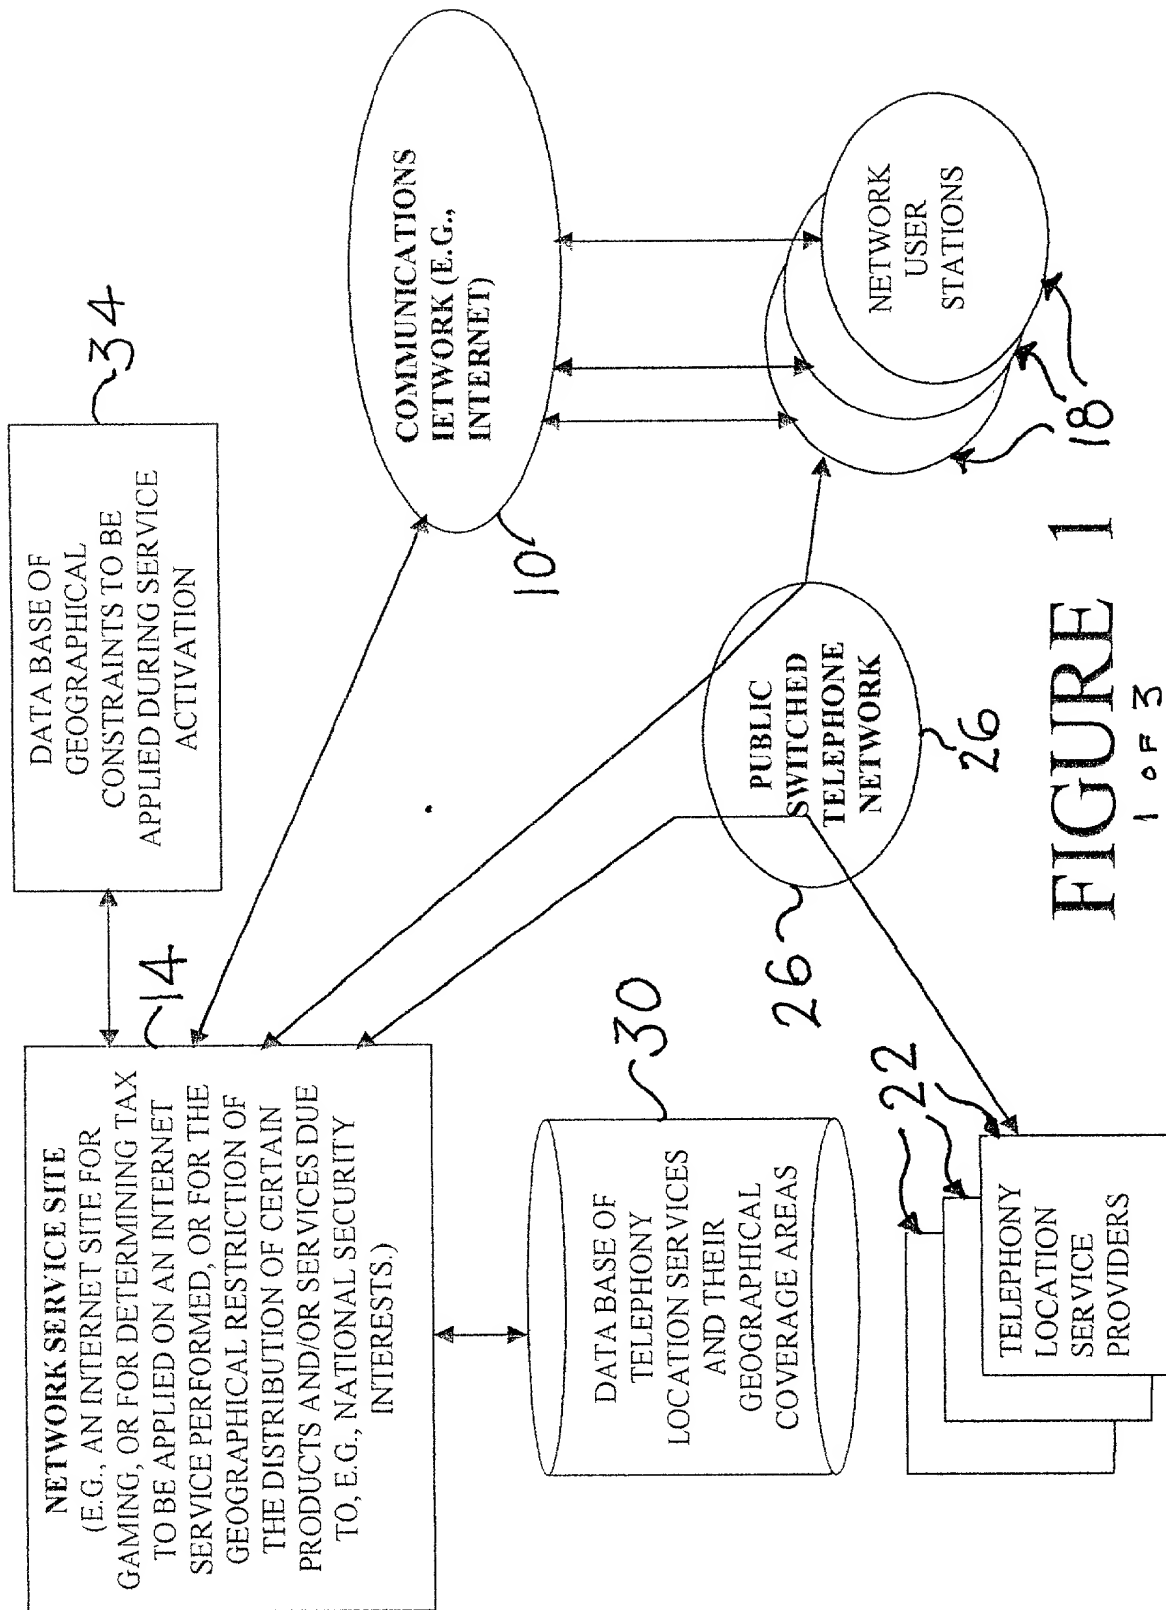 NETWORK SERVICE SITE
(E.G., AN INTERNET SITE FOR
GAMING, OR FOR DETERMINING TAX
TO BE APPLIED ON AN INTERNET
SERVICE PERFORMED, OR FOR THE
GEOGRAPHICAL RESTRICTION OF
THE DISTRIBUTION OF CERTAIN
PRODUCTS AND/OR SERVICES DUE
TO, E.G., NATIONAL SECURITY
INTERESTS.)
14
DATA BASE OF
GEOGRAPHICAL
CONSTRAINTS TO BE
APPLIED DURING SERVICE
ACTIVATION
34
COMMUNICATIONS
IETWORK (E.G.,
INTERNET)
10
DATA BASE OF
TELEPHONY
LOCATION SERVICES
AND THEIR
GEOGRAPHICAL
COVERAGE AREAS
30
PUBLIC
SWITCHED
TELEPHONE
NETWORK
26
26
NETWORK
USER
STATIONS
18
22
TELEPHONY
LOCATION
SERVICE
PROVIDERS
FIGURE 1
1 OF 3